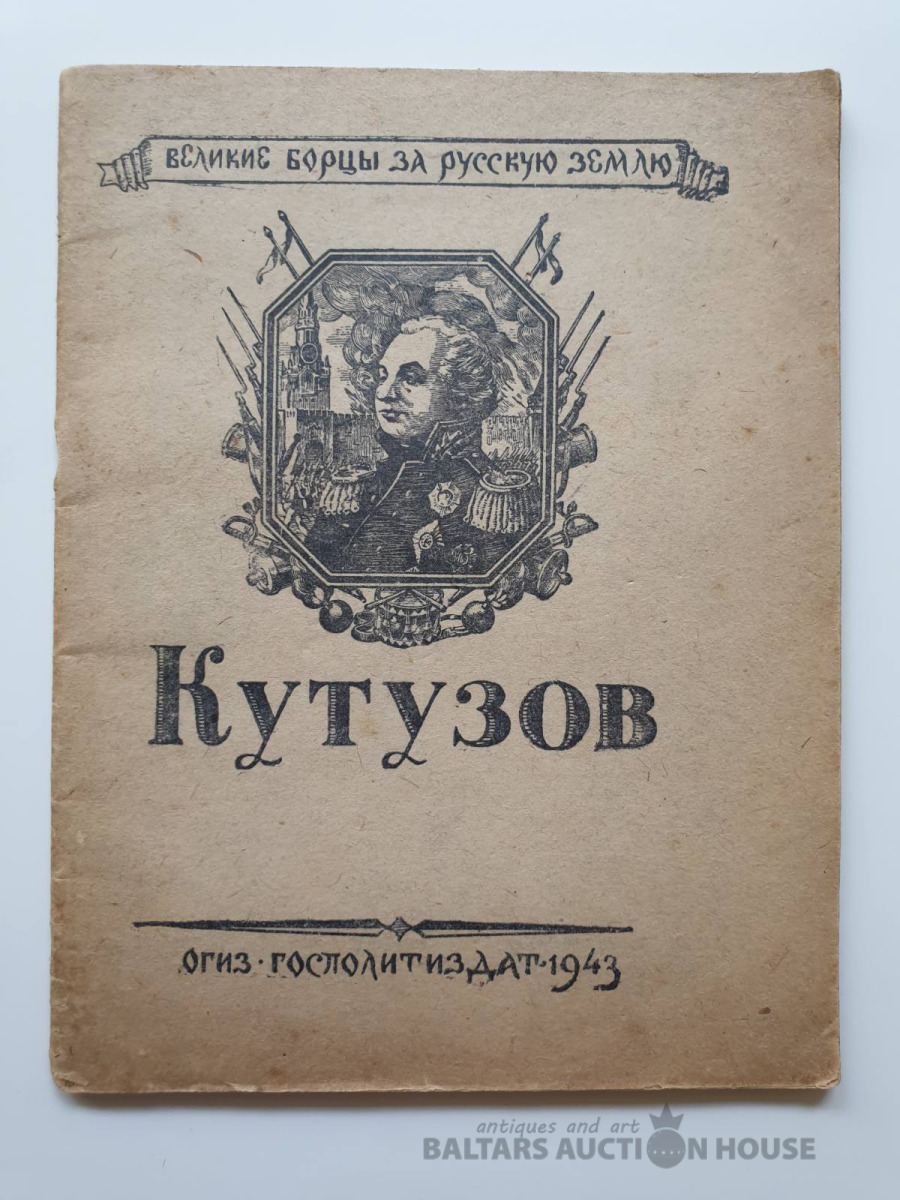 ВЕЛИКИЕ БОРЦЫ ЗА РУССКУЮ ЗЕМЛЮ
Кутузов
ОГИЗ · ГОСПОЛИТИЗДАТ · 1943
antiques and art
BALTARS AUCTION HOUSE